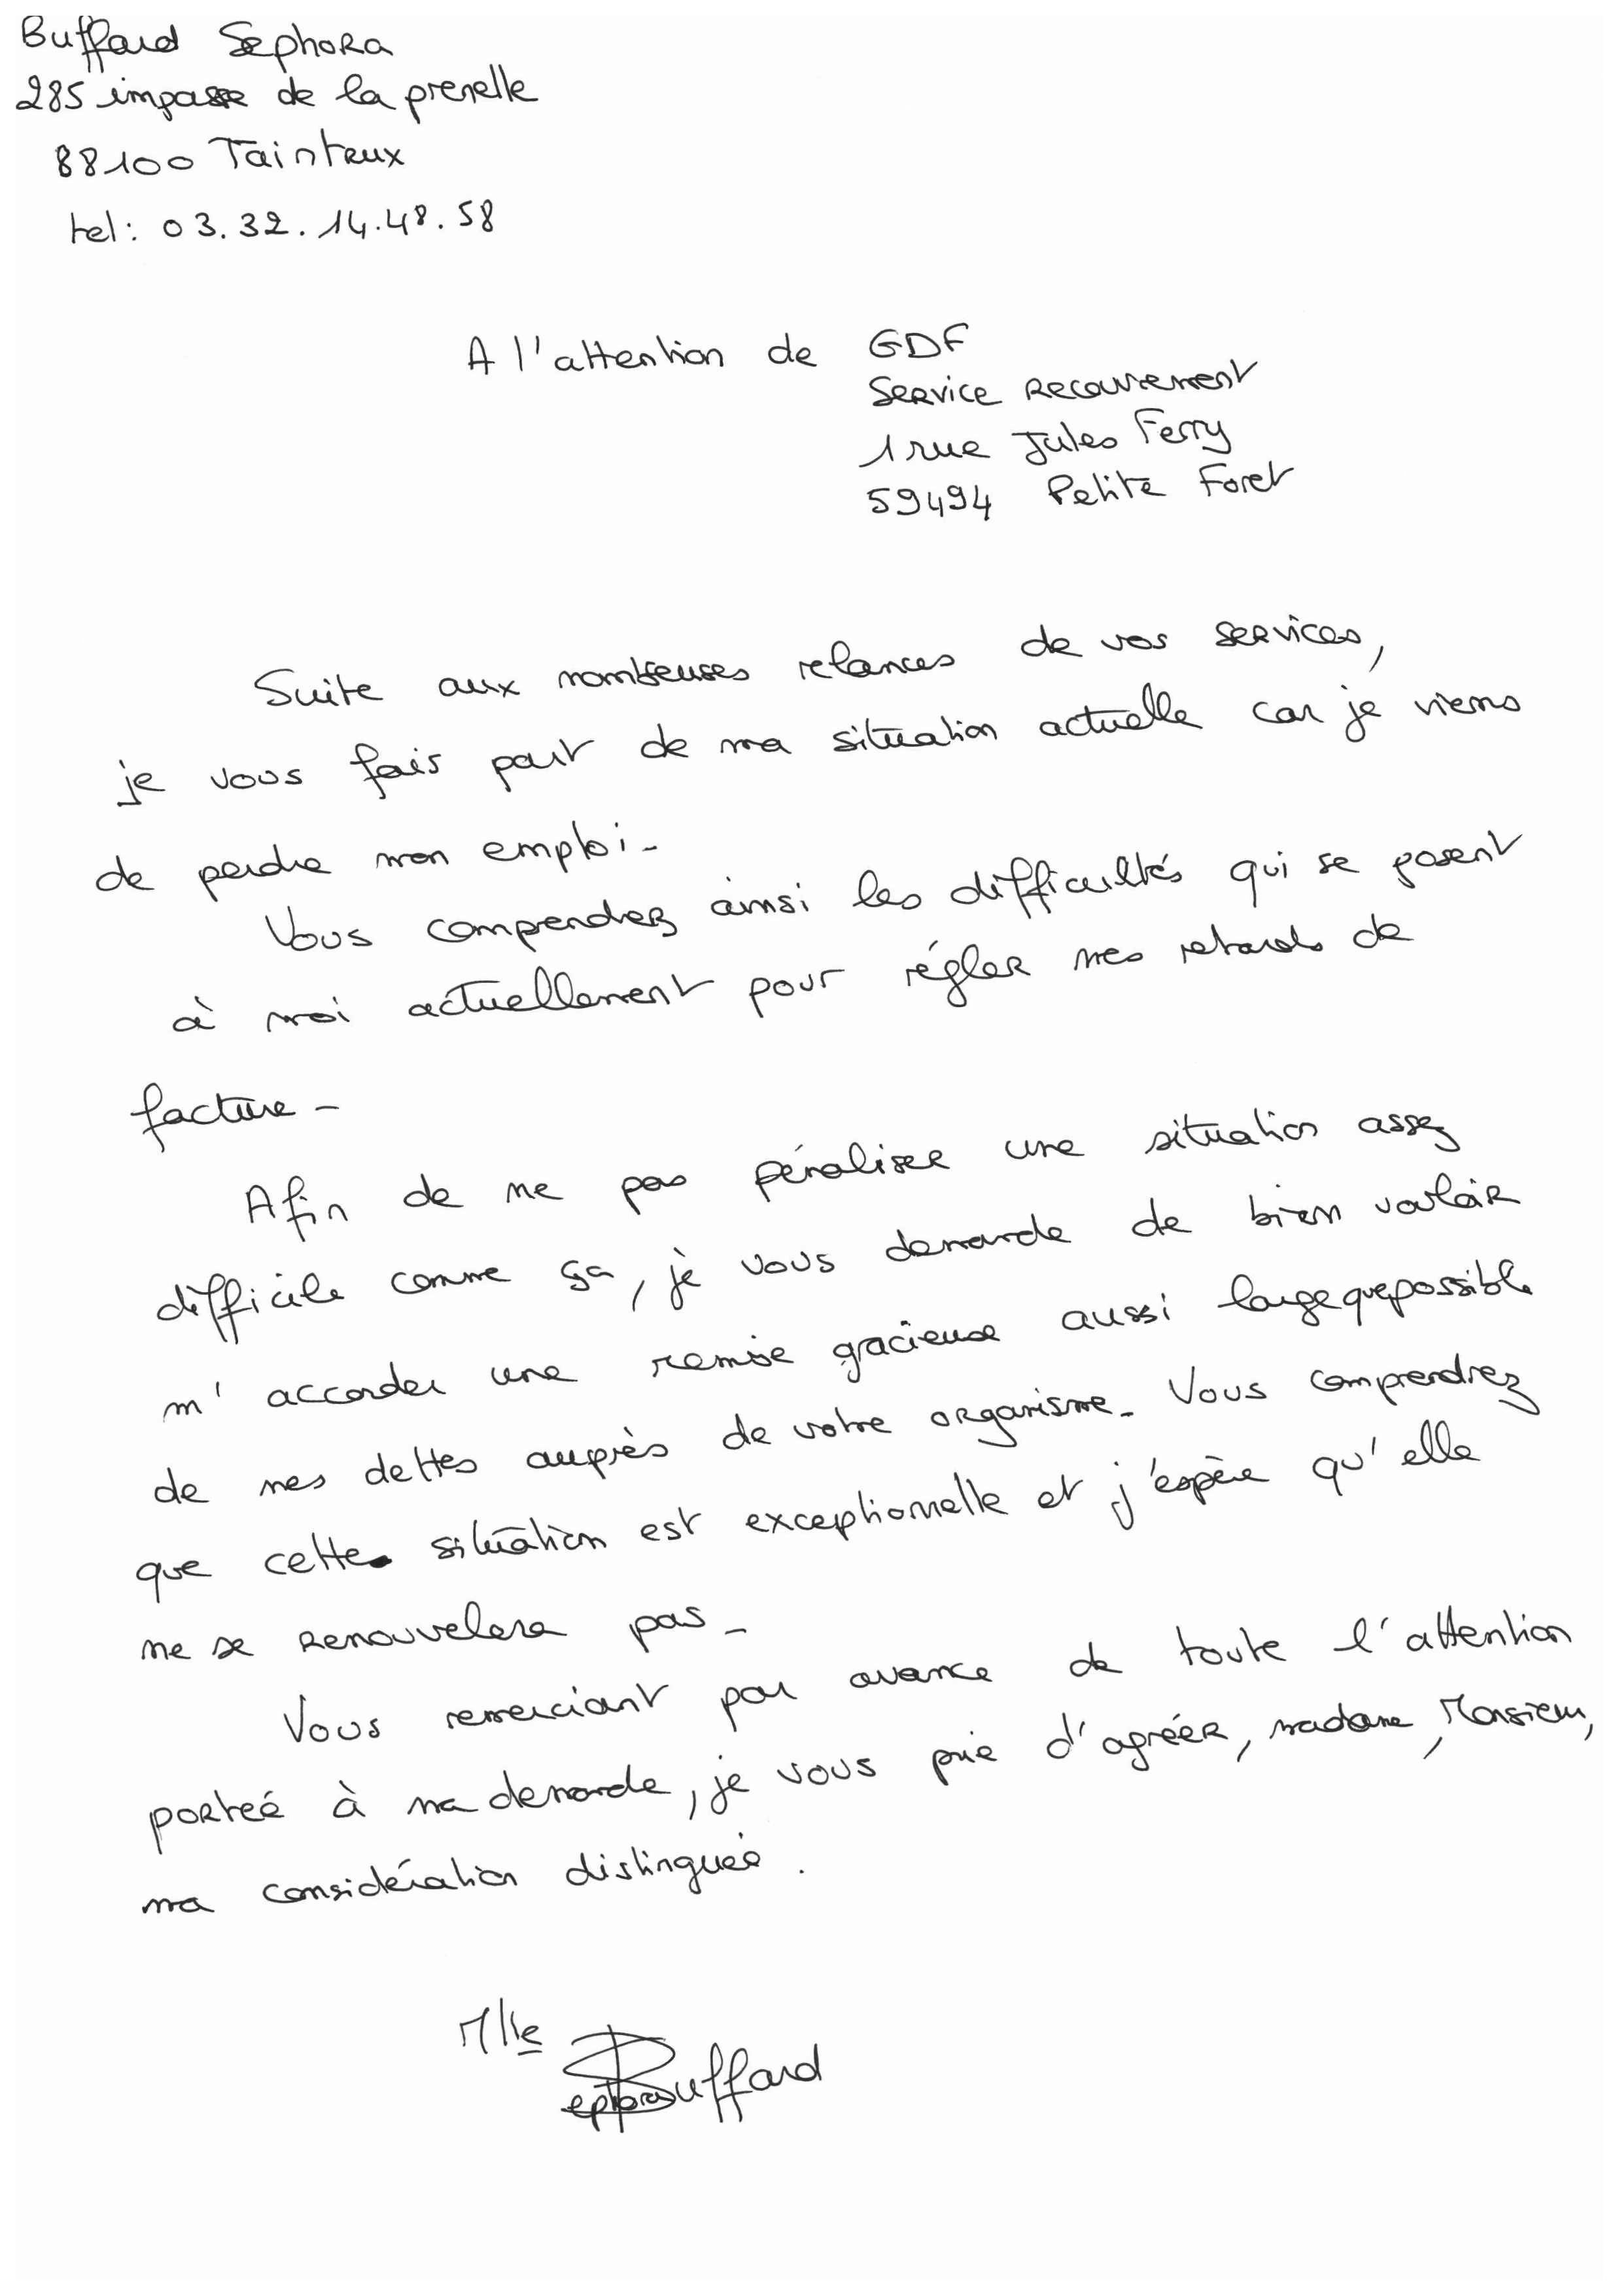 Buffard Sephora
285 impasse de la prenelle
88100 Taintrux
tel: 03.32.14.48.58
A l'attention de GDF
Service Recouvrement
1 rue Jules Ferry
59494 Petite Foret
Suite aux nombreuses relances de vos services,
je vous fais part de ma situation actuelle car je viens
de perdre mon emploi.
Vous comprendrez ainsi les difficultés qui se posent
à moi actuellement pour régler mes retards de
facture.
Afin de ne pas pénaliser une situation assez
difficile comme ça, je vous demande de bien vouloir
m'accorder une remise gracieuse aussi large que possible
de mes dettes auprès de votre organisme. Vous comprendrez
que cette situation est exceptionnelle et j'espère qu'elle
ne se renouvelera pas.
Vous remerciant par avance de toute l'attention
portée à ma demande, je vous prie d'agréer, madame, Monsieur,
ma considération distinguée.
Mlle
Sephora Buffard